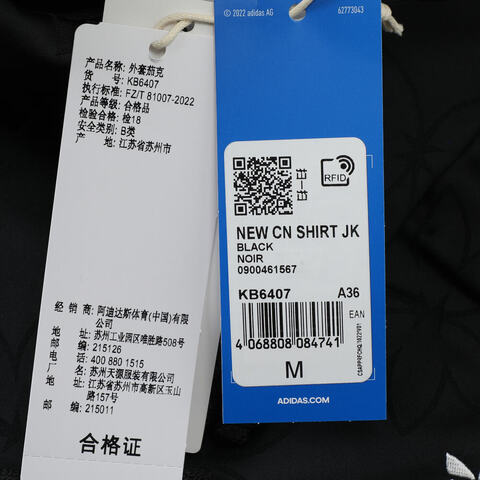 产品名称: 外套茄克
货 号: KB6407
执行标准: FZ/T 81007-2022
产品等级: 合格品
检验合格: 检18
安全类别: B类
产 地: 江苏省苏州市
经 销 商: 阿迪达斯体育(中国)有限
公司
地 址: 苏州工业园区唯胜路508号
邮 编: 215126
电 话: 400 880 1515
厂 名: 苏州天源服装有限公司
地 址: 江苏省苏州市高新区玉山
路157号
邮 编: 215011
合格证
© 2022 adidas AG
62773043
RFID
NEW CN SHIRT JK
BLACK
NOIR
0900461567
KB6407
A36
EAN
4068808084741
M
ADIDAS.COM